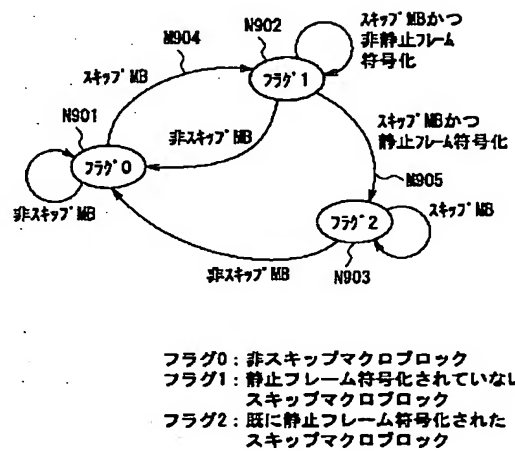 N904
N902
スキップMBかつ
非静止フレーム
符号化
スキップMB
フラグ1
N901
フラグ0
非スキップMB
スキップMBかつ
静止フレーム符号化
非スキップMB
N905
フラグ2
スキップMB
非スキップMB
N903
フラグ0:非スキップマクロブロック
フラグ1:静止フレーム符号化されていない
スキップマクロブロック
フラグ2:既に静止フレーム符号化された
スキップマクロブロック